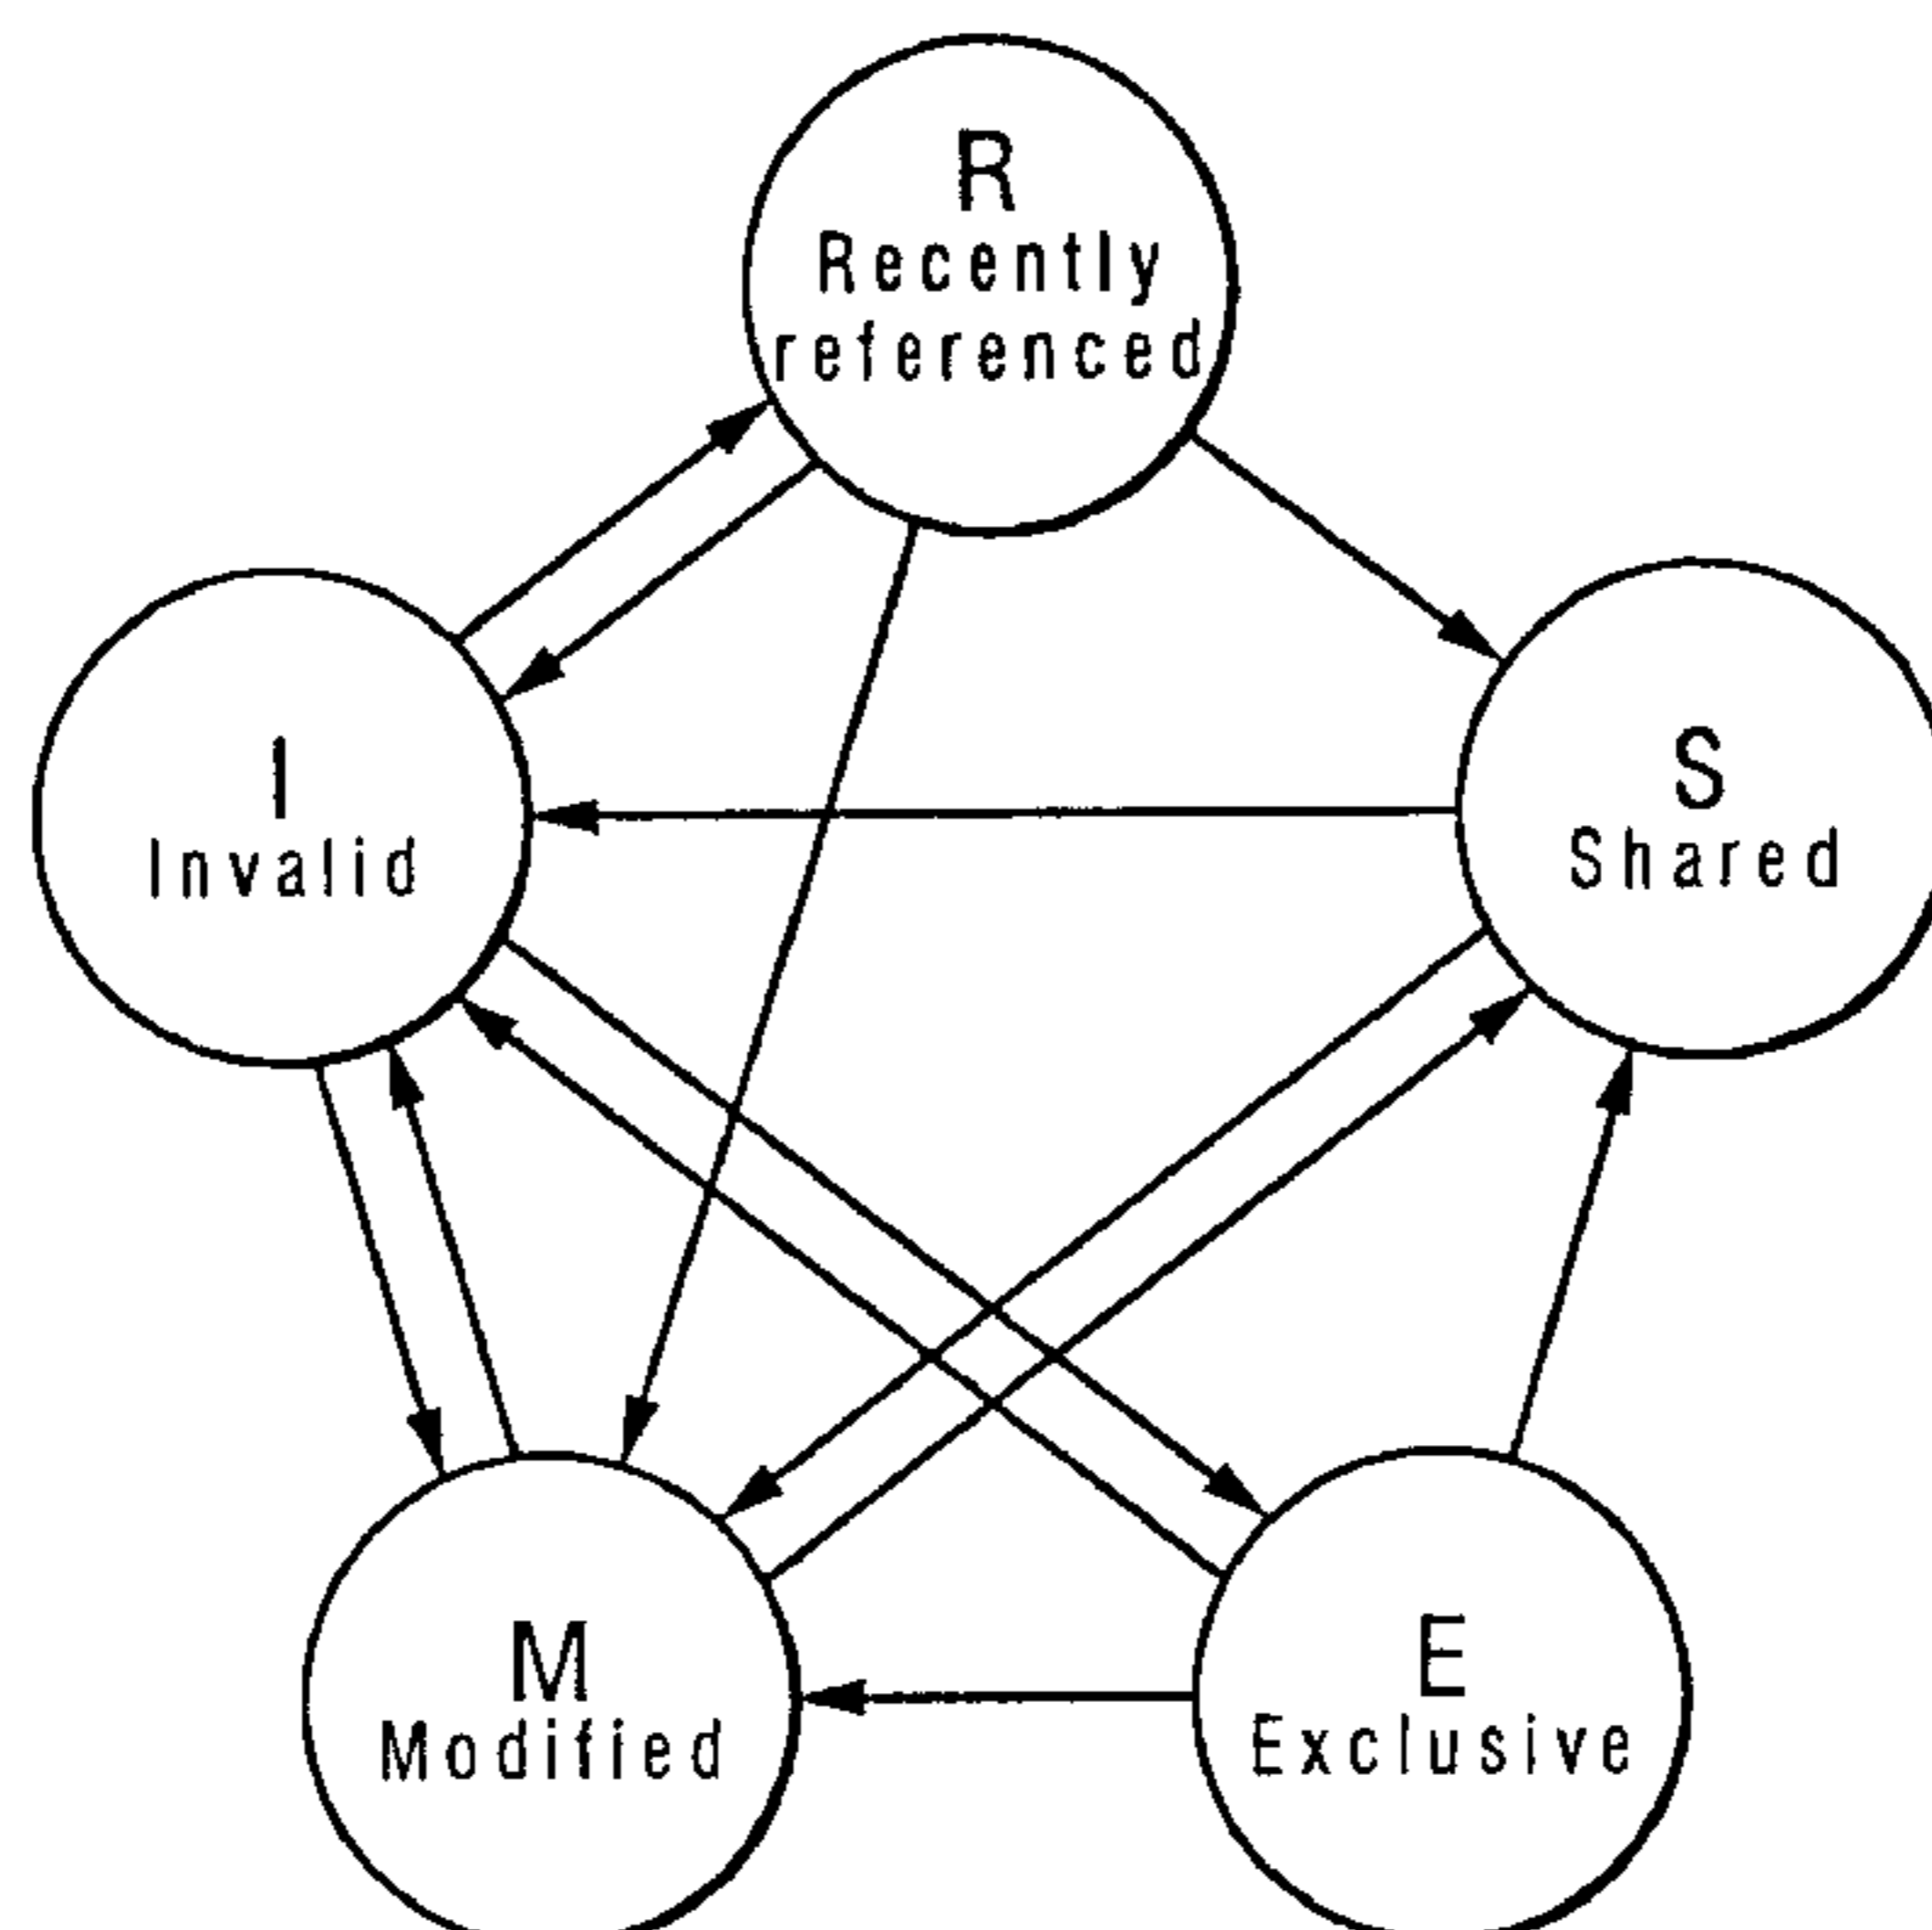 R
Recently
referenced
I
Invalid
S
Shared
M
Modified
E
Exclusive